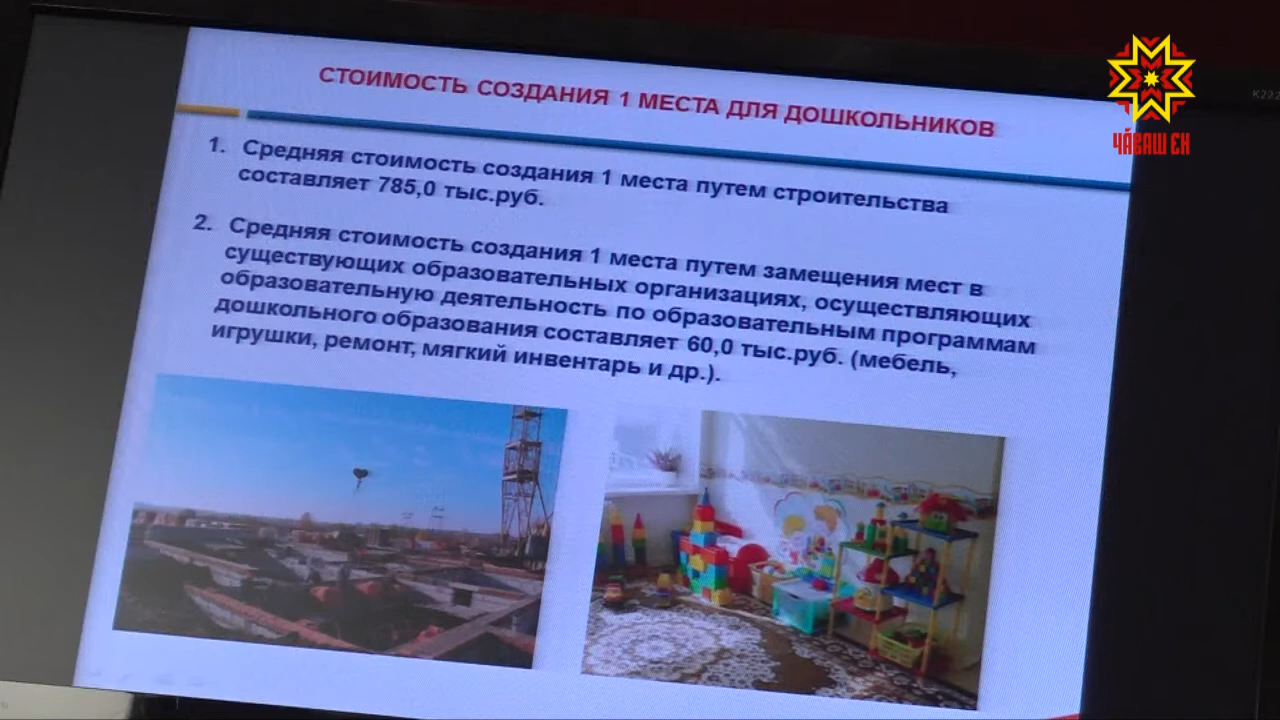 СТОИМОСТЬ СОЗДАНИЯ 1 МЕСТА ДЛЯ ДОШКОЛЬНИКОВ
1. Средняя стоимость создания 1 места путем строительства
составляет 785,0 тыс.руб.
2. Средняя стоимость создания 1 места путем замещения мест в
существующих образовательных организациях, осуществляющих
образовательную деятельность по образовательным программам
дошкольного образования составляет 60,0 тыс.руб. (мебель,
игрушки, ремонт, мягкий инвентарь и др.).
ЧӐВАШ ЕН